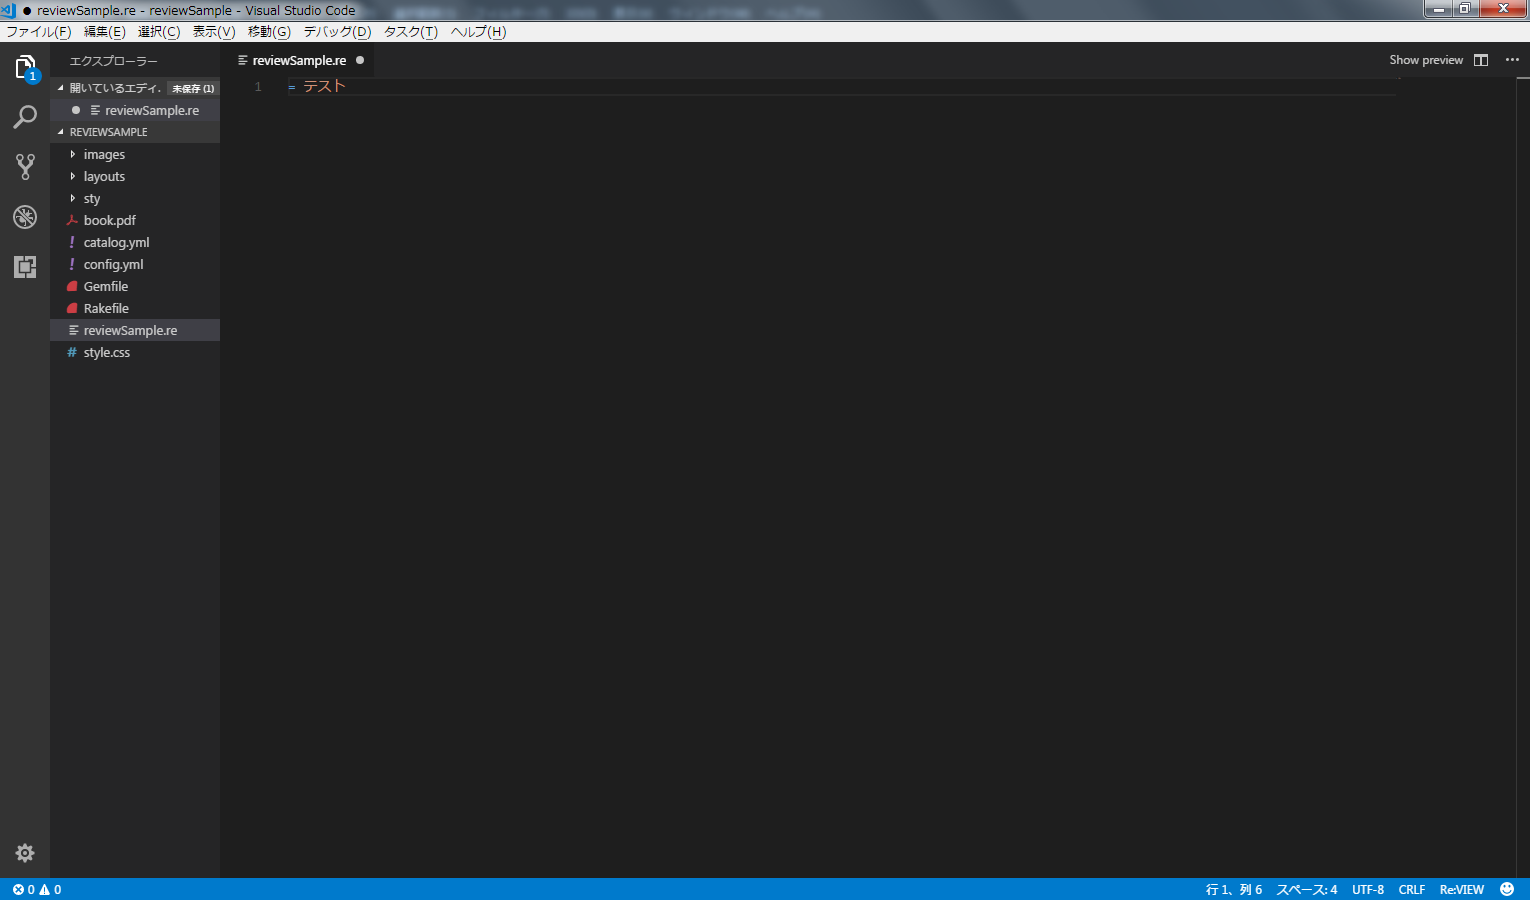 ● reviewSample.re - reviewSample - Visual Studio Code
ファイル(F) 編集(E) 選択(C) 表示(V) 移動(G) デバッグ(D) タスク(T) ヘルプ(H)
1
エクスプローラー
開いているエディ. 未保存 (1)
● reviewSample.re
REVIEWSAMPLE
images
layouts
sty
book.pdf
! catalog.yml
! config.yml
Gemfile
Rakefile
reviewSample.re
# style.css
reviewSample.re ●
Show preview
1 = テスト
0 0
行 1、列 6 スペース: 4 UTF-8 CRLF Re:VIEW